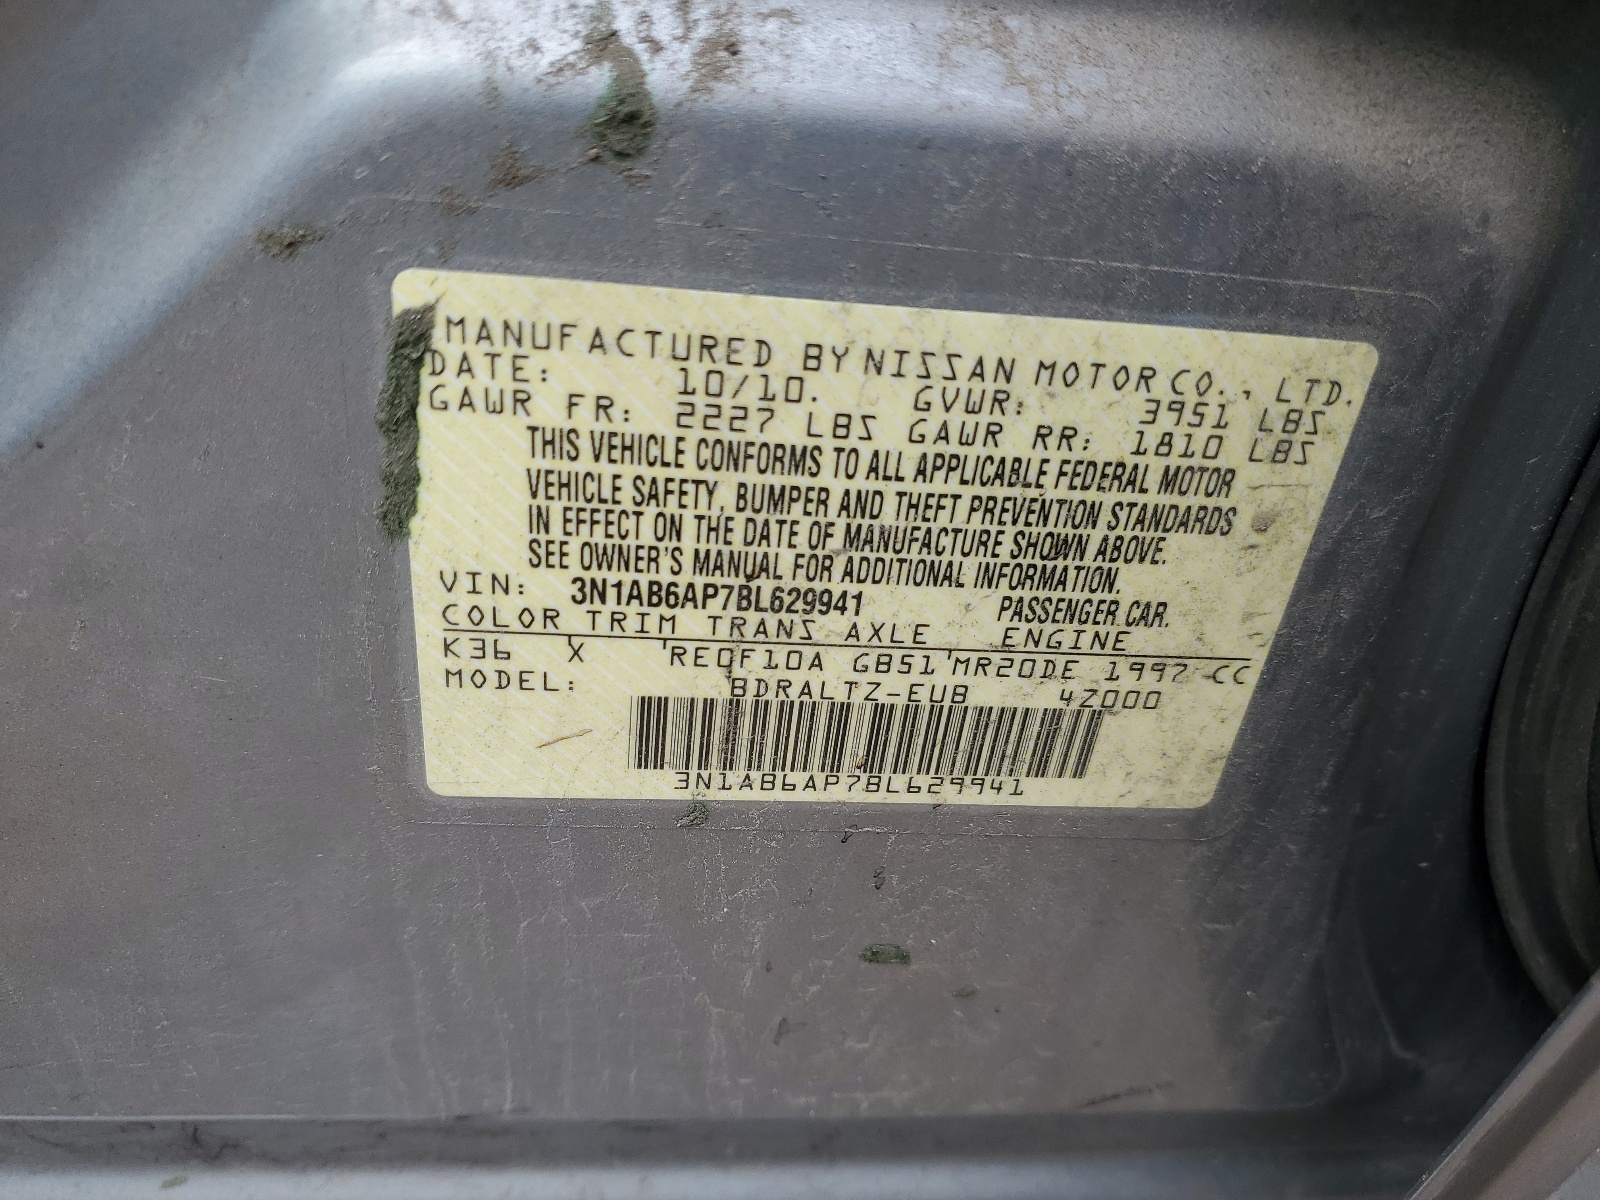 MANUFACTURED BY NISSAN MOTOR CO., LTD.
DATE: 10/10. GVWR: 3951 LBS
GAWR FR: 2227 LBS GAWR RR: 1810 LBS
THIS VEHICLE CONFORMS TO ALL APPLICABLE FEDERAL MOTOR
VEHICLE SAFETY, BUMPER AND THEFT PREVENTION STANDARDS
IN EFFECT ON THE DATE OF MANUFACTURE SHOWN ABOVE.
SEE OWNER'S MANUAL FOR ADDITIONAL INFORMATION.
VIN: 3N1AB6AP7BL629941 PASSENGER CAR.
COLOR TRIM TRANS AXLE ENGINE
K36 X RE0F10A GB51 MR20DE 1997 CC
MODEL: BDRALTZ-EUB 4Z000
3N1AB6AP7BL629941